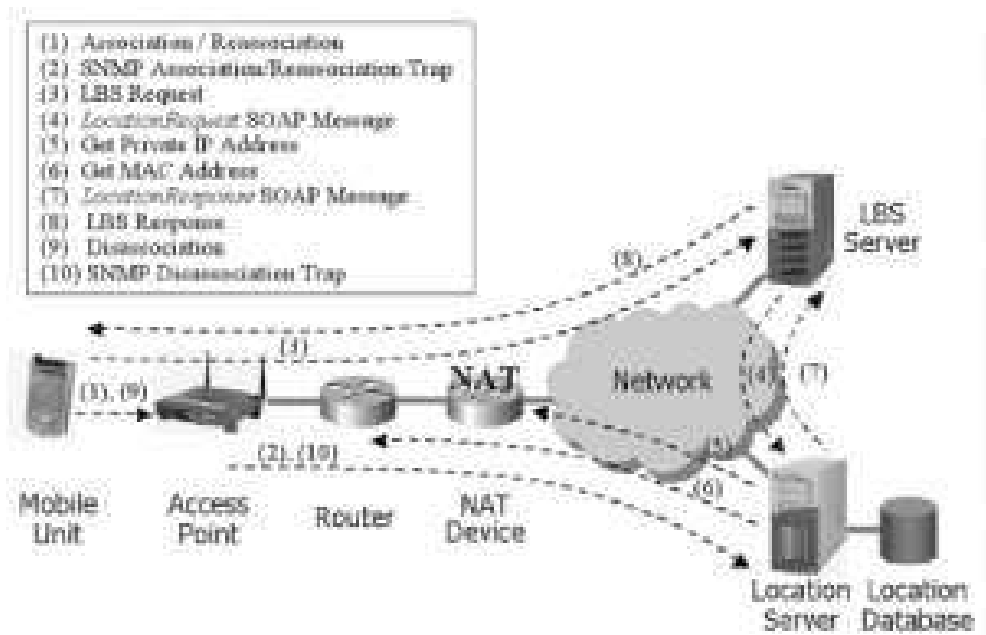 (1) Association / Reassociation
(2) SNMP Association/Reassociation Trap
(3) LBS Request
(4) LocationRequest SOAP Message
(5) Get Private IP Address
(6) Get MAC Address
(7) LocationResponse SOAP Message
(8) LBS Response
(9) Disassociation
(10) SNMP Disassociation Trap
LBS
Server
(8)
(3)
(1), (9)
NAT
Network
(4)
(7)
(5)
(6)
(2), (10)
Mobile
Unit
Access
Point
Router
NAT
Device
Location
Server
Location
Database